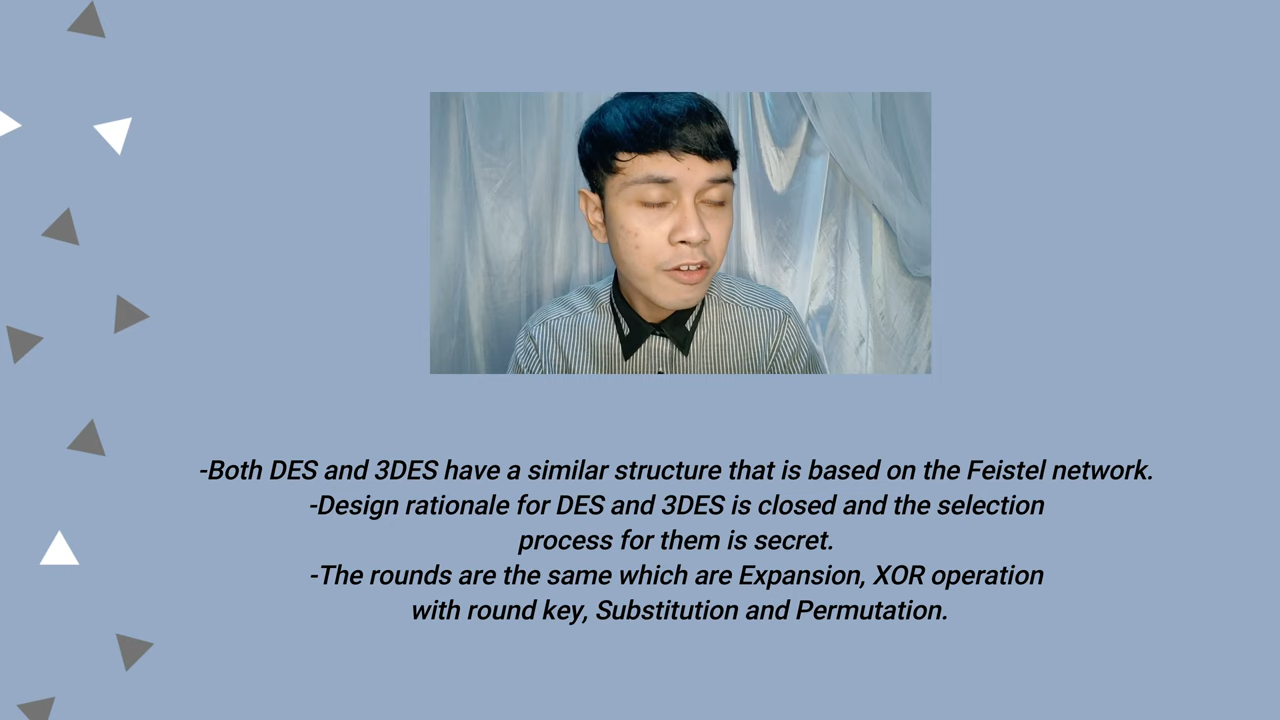 -Both DES and 3DES have a similar structure that is based on the Feistel network.
-Design rationale for DES and 3DES is closed and the selection
process for them is secret.
-The rounds are the same which are Expansion, XOR operation
with round key, Substitution and Permutation.